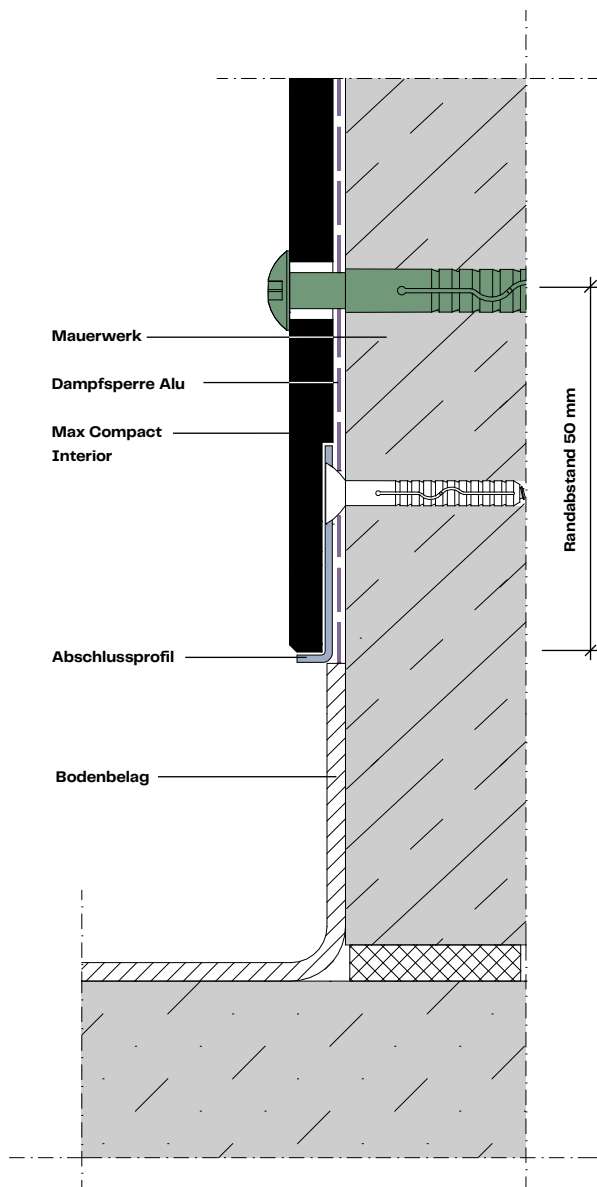 Mauerwerk
Dampfsperre Alu
Max Compact
Interior
Randabstand 50 mm
Abschlussprofil
Bodenbelag